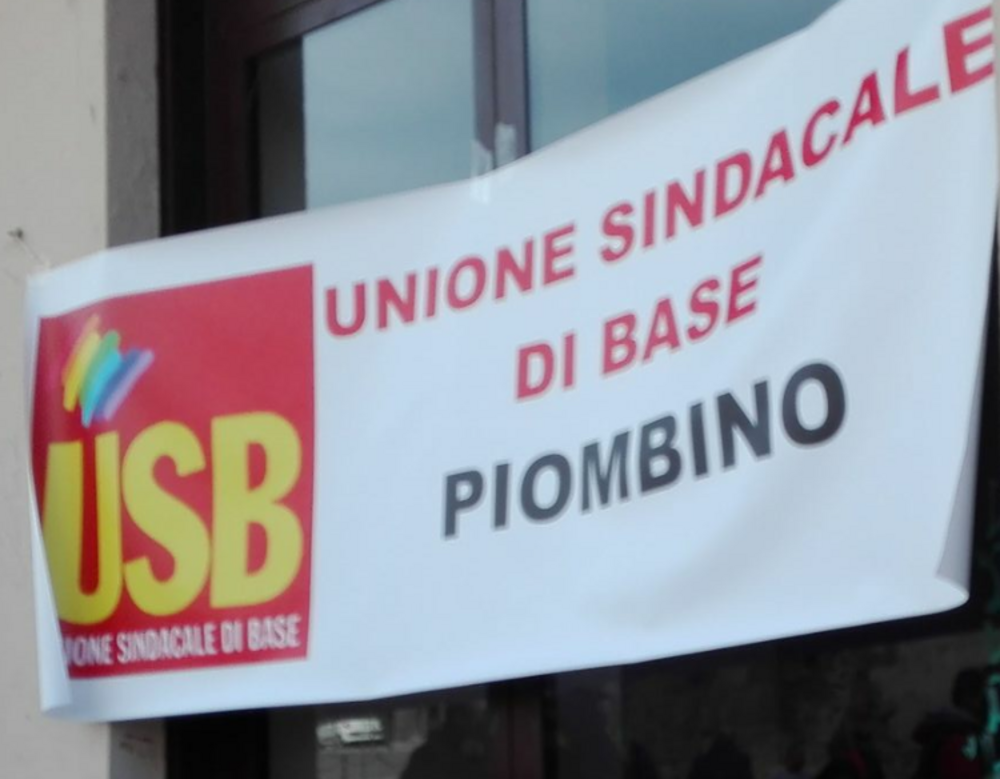 UNIONE SINDACALE
DI BASE
PIOMBINO
USB
UNIONE SINDACALE DI BASE